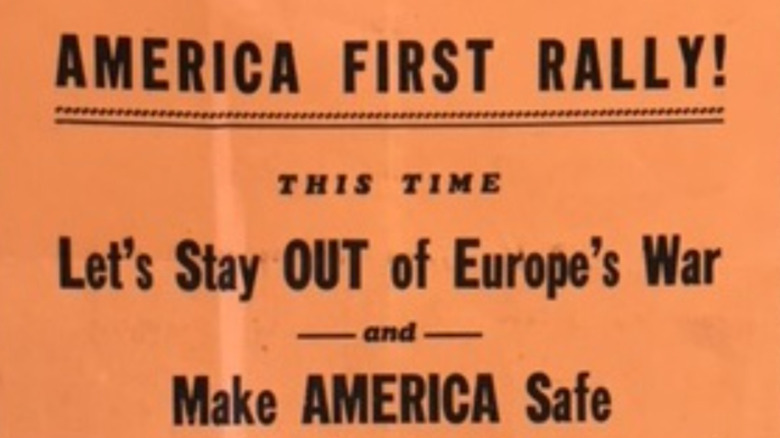 AMERICA FIRST RALLY!
THIS TIME
Let's Stay OUT of Europe's War
and
Make AMERICA Safe